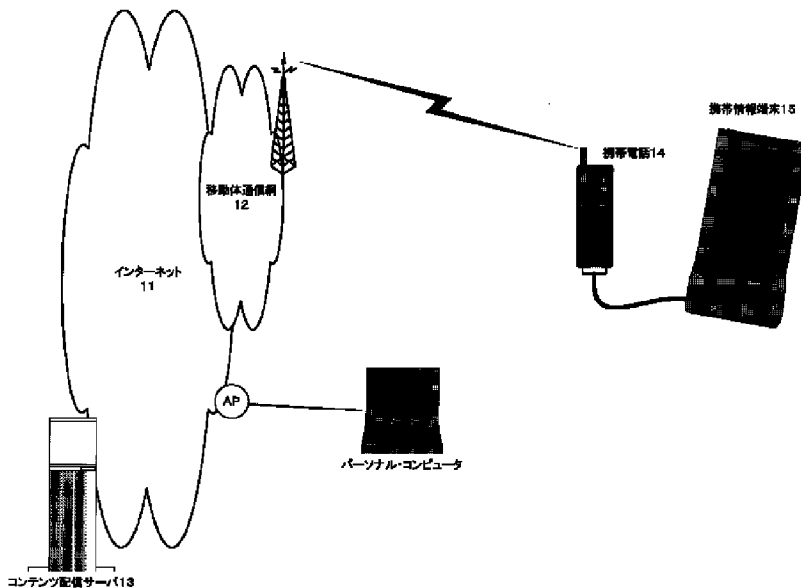 携帯情報端末15
携帯電話14
移動体通信網
12
インターネット
11
AP
パーソナル・コンピュータ
コンテンツ配信サーバ13